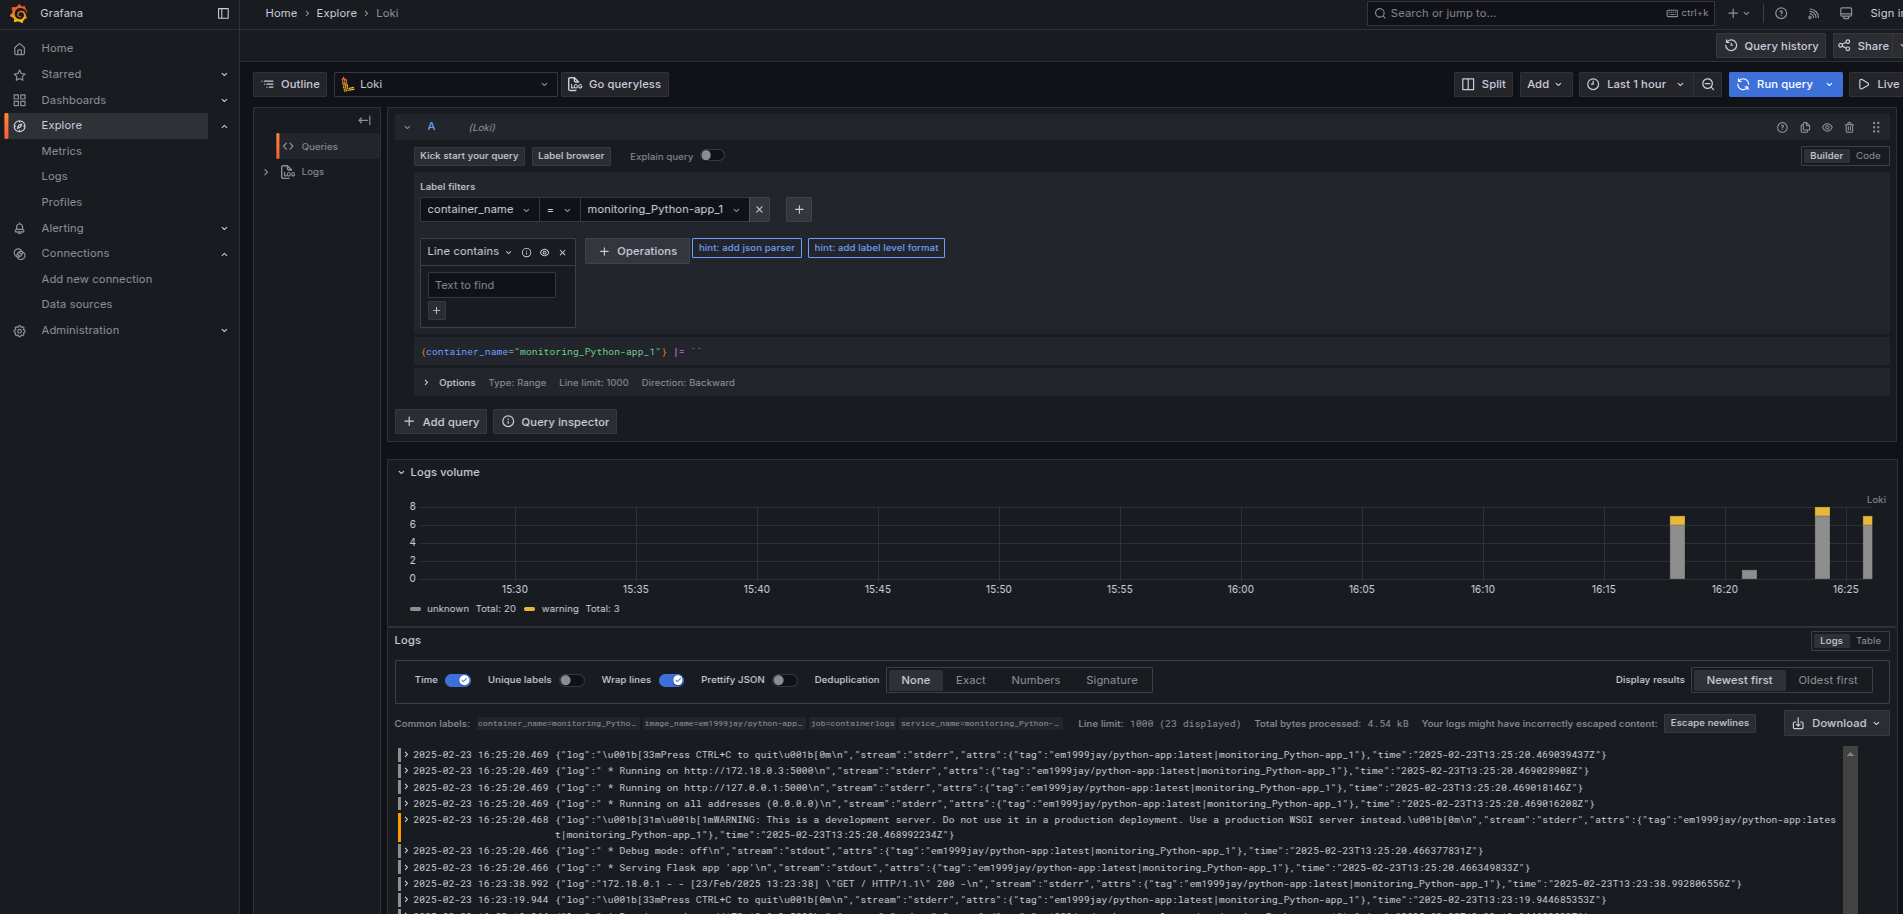 Grafana
Home › Explore › Loki
Search or jump to...
ctrl+k
Sign in
Home
Starred
Dashboards
Explore
Metrics
Logs
Profiles
Alerting
Connections
Add new connection
Data sources
Administration
Query history
Share
Outline
Loki
Go queryless
Split
Add
Last 1 hour
Run query
Live
Queries
Logs
A (Loki)
Kick start your query
Label browser
Explain query
Builder
Code
Label filters
container_name
=
monitoring_Python-app_1
Line contains
Operations
hint: add json parser
hint: add label level format
Text to find
{container_name="monitoring_Python-app_1"} |= ``
Options Type: Range Line limit: 1000 Direction: Backward
+ Add query
Query inspector
Logs volume
Loki
8
6
4
2
0
15:30 15:35 15:40 15:45 15:50 15:55 16:00 16:05 16:10 16:15 16:20 16:25
unknown Total: 20 warning Total: 3
Logs
Logs
Table
Time Unique labels Wrap lines Prettify JSON Deduplication None Exact Numbers Signature
Display results Newest first Oldest first
Common labels: container_name=monitoring_Pytho… image_name=em1999jay/python-app… job=containerlogs service_name=monitoring_Python-… Line limit: 1000 (23 displayed) Total bytes processed: 4.54 kB Your logs might have incorrectly escaped content: Escape newlines
Download
2025-02-23 16:25:20.469 {"log":"\u001b[33mPress CTRL+C to quit\u001b[0m\n","stream":"stderr","attrs":{"tag":"em1999jay/python-app:latest|monitoring_Python-app_1"},"time":"2025-02-23T13:25:20.469039437Z"}
2025-02-23 16:25:20.469 {"log":" * Running on http://172.18.0.3:5000\n","stream":"stderr","attrs":{"tag":"em1999jay/python-app:latest|monitoring_Python-app_1"},"time":"2025-02-23T13:25:20.469028908Z"}
2025-02-23 16:25:20.469 {"log":" * Running on http://127.0.0.1:5000\n","stream":"stderr","attrs":{"tag":"em1999jay/python-app:latest|monitoring_Python-app_1"},"time":"2025-02-23T13:25:20.469018146Z"}
2025-02-23 16:25:20.469 {"log":" * Running on all addresses (0.0.0.0)\n","stream":"stderr","attrs":{"tag":"em1999jay/python-app:latest|monitoring_Python-app_1"},"time":"2025-02-23T13:25:20.469016208Z"}
2025-02-23 16:25:20.468 {"log":"\u001b[31m\u001b[1mWARNING: This is a development server. Do not use it in a production deployment. Use a production WSGI server instead.\u001b[0m\n","stream":"stderr","attrs":{"tag":"em1999jay/python-app:lates
t|monitoring_Python-app_1"},"time":"2025-02-23T13:25:20.468992234Z"}
2025-02-23 16:25:20.466 {"log":" * Debug mode: off\n","stream":"stdout","attrs":{"tag":"em1999jay/python-app:latest|monitoring_Python-app_1"},"time":"2025-02-23T13:25:20.466377831Z"}
2025-02-23 16:25:20.466 {"log":" * Serving Flask app 'app'\n","stream":"stdout","attrs":{"tag":"em1999jay/python-app:latest|monitoring_Python-app_1"},"time":"2025-02-23T13:25:20.466349833Z"}
2025-02-23 16:23:38.992 {"log":"172.18.0.1 - - [23/Feb/2025 13:23:38] \"GET / HTTP/1.1\" 200 -\n","stream":"stderr","attrs":{"tag":"em1999jay/python-app:latest|monitoring_Python-app_1"},"time":"2025-02-23T13:23:38.992806556Z"}
2025-02-23 16:23:19.944 {"log":"\u001b[33mPress CTRL+C to quit\u001b[0m\n","stream":"stderr","attrs":{"tag":"em1999jay/python-app:latest|monitoring_Python-app_1"},"time":"2025-02-23T13:23:19.944685353Z"}